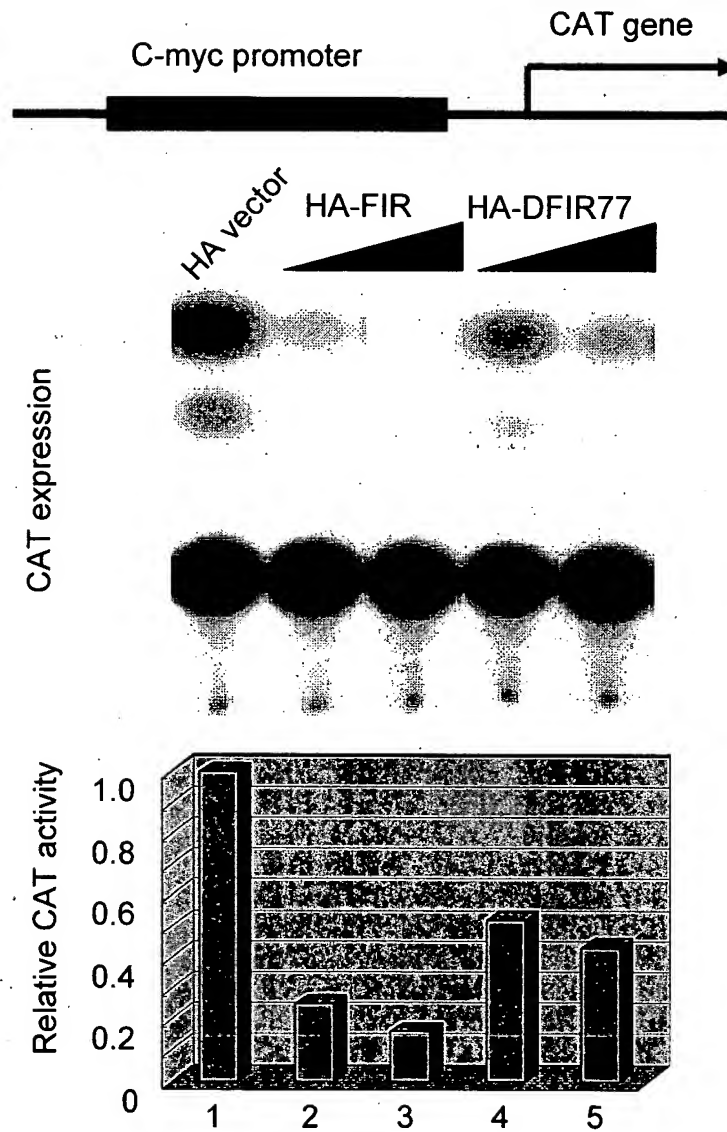 CAT gene
C-myc promoter
HA vector
HA-FIR
HA-DFIR77
CAT expression
Relative CAT activity
1.0
0.8
0.6
0.4
0.2
0
1 2 3 4 5